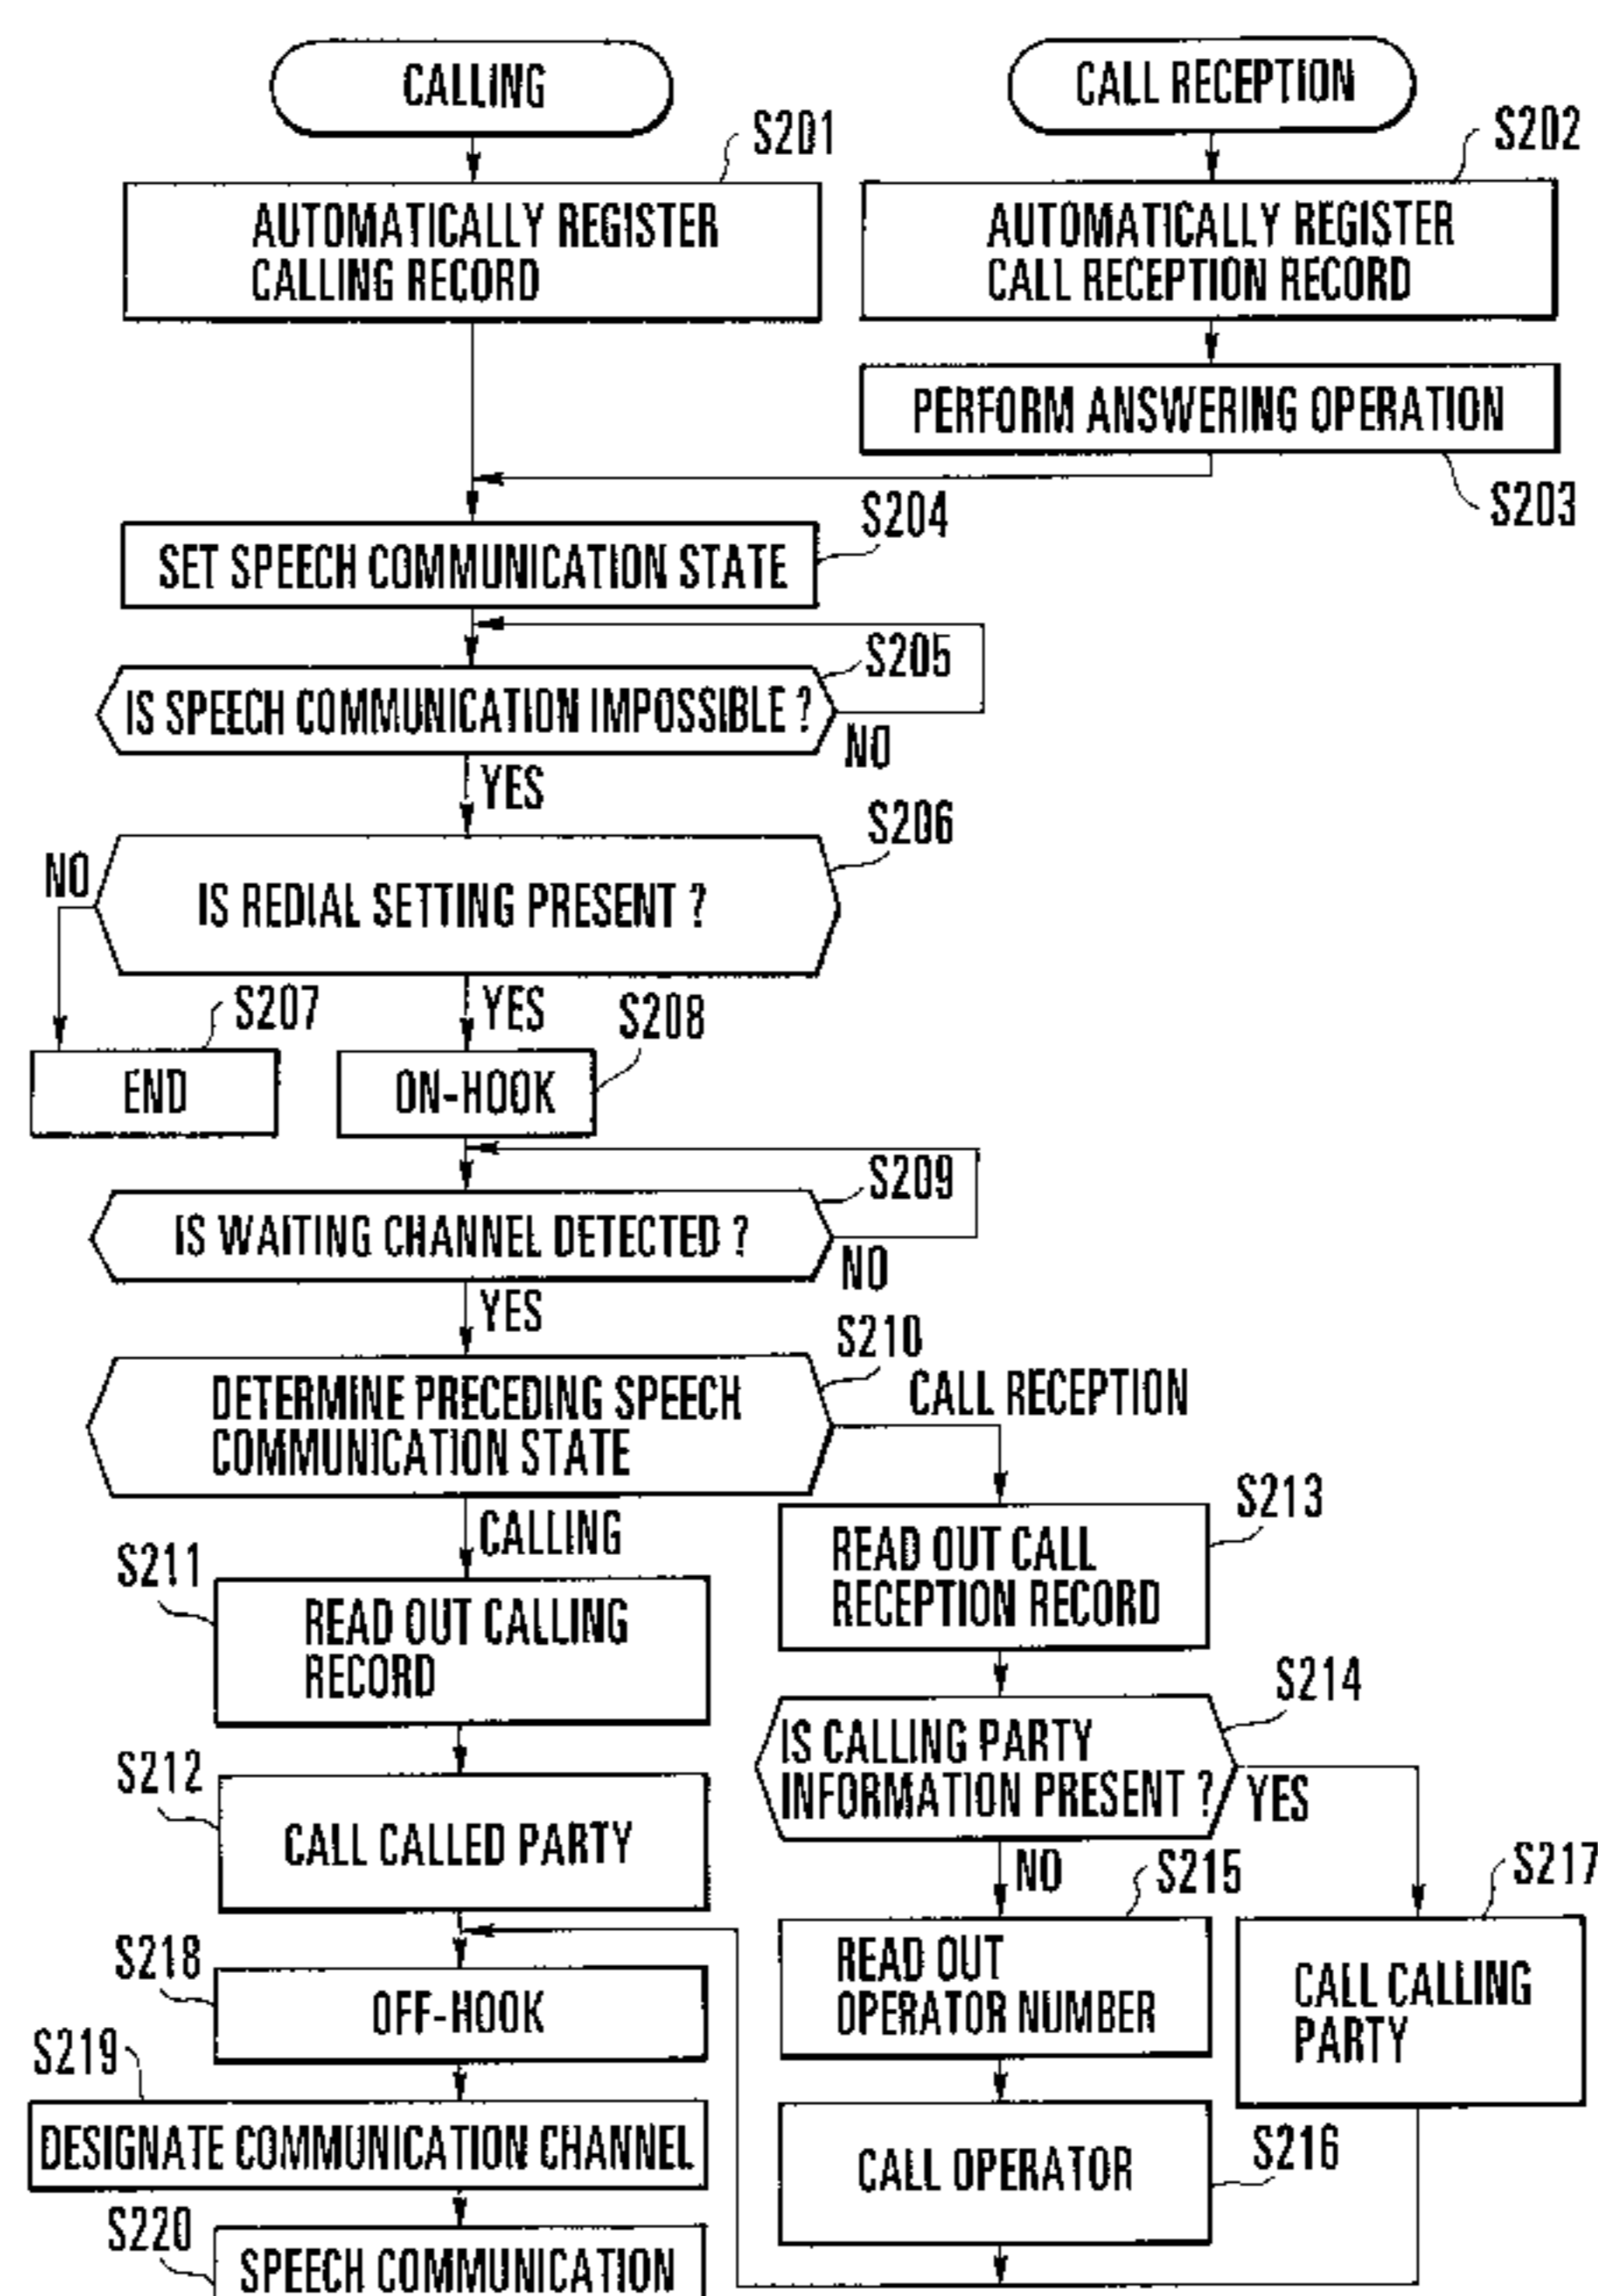 CALLING
CALL RECEPTION
S201
S202
AUTOMATICALLY REGISTER
CALLING RECORD
AUTOMATICALLY REGISTER
CALL RECEPTION RECORD
PERFORM ANSWERING OPERATION
S203
S204
SET SPEECH COMMUNICATION STATE
S205
IS SPEECH COMMUNICATION IMPOSSIBLE ?
NO
YES
S206
NO
IS REDIAL SETTING PRESENT ?
S207
YES
S208
END
ON-HOOK
S209
IS WAITING CHANNEL DETECTED ?
NO
YES
S210
DETERMINE PRECEDING SPEECH
COMMUNICATION STATE
CALL RECEPTION
CALLING
S213
S211
READ OUT CALL
RECEPTION RECORD
READ OUT CALLING
RECORD
S214
IS CALLING PARTY
INFORMATION PRESENT ?
YES
S212
CALL CALLED PARTY
NO
S215
S217
S218
READ OUT
OPERATOR NUMBER
CALL CALLING
PARTY
OFF-HOOK
S219
DESIGNATE COMMUNICATION CHANNEL
CALL OPERATOR
S216
S220
SPEECH COMMUNICATION